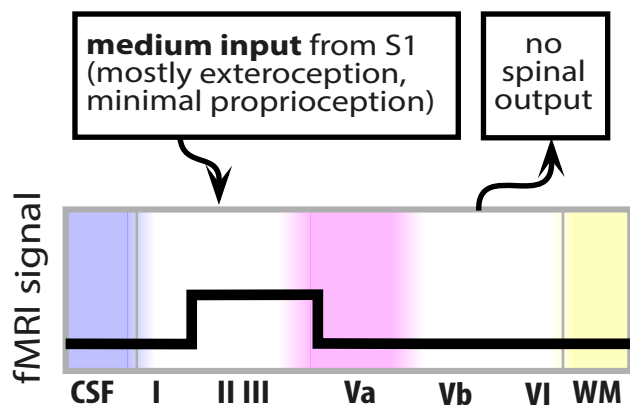 medium input from S1
(mostly exteroception,
minimal proprioception)
no
spinal
output
fMRI signal
CSF I II III Va Vb VI WM